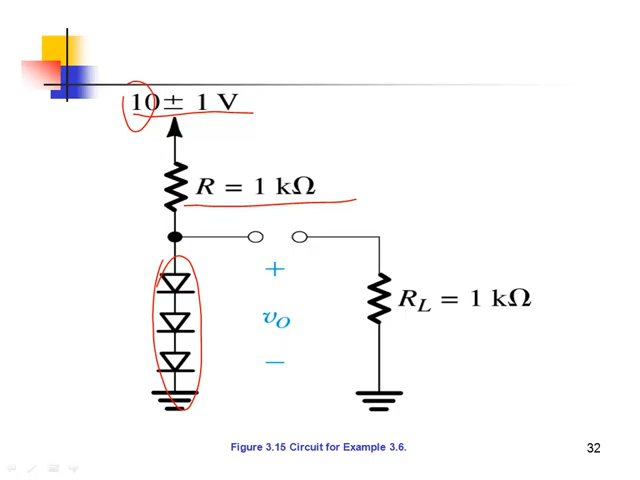 10 ± 1 V
R = 1 kΩ
+
v_O
R_L = 1 kΩ
−
Figure 3.15 Circuit for Example 3.6.
32